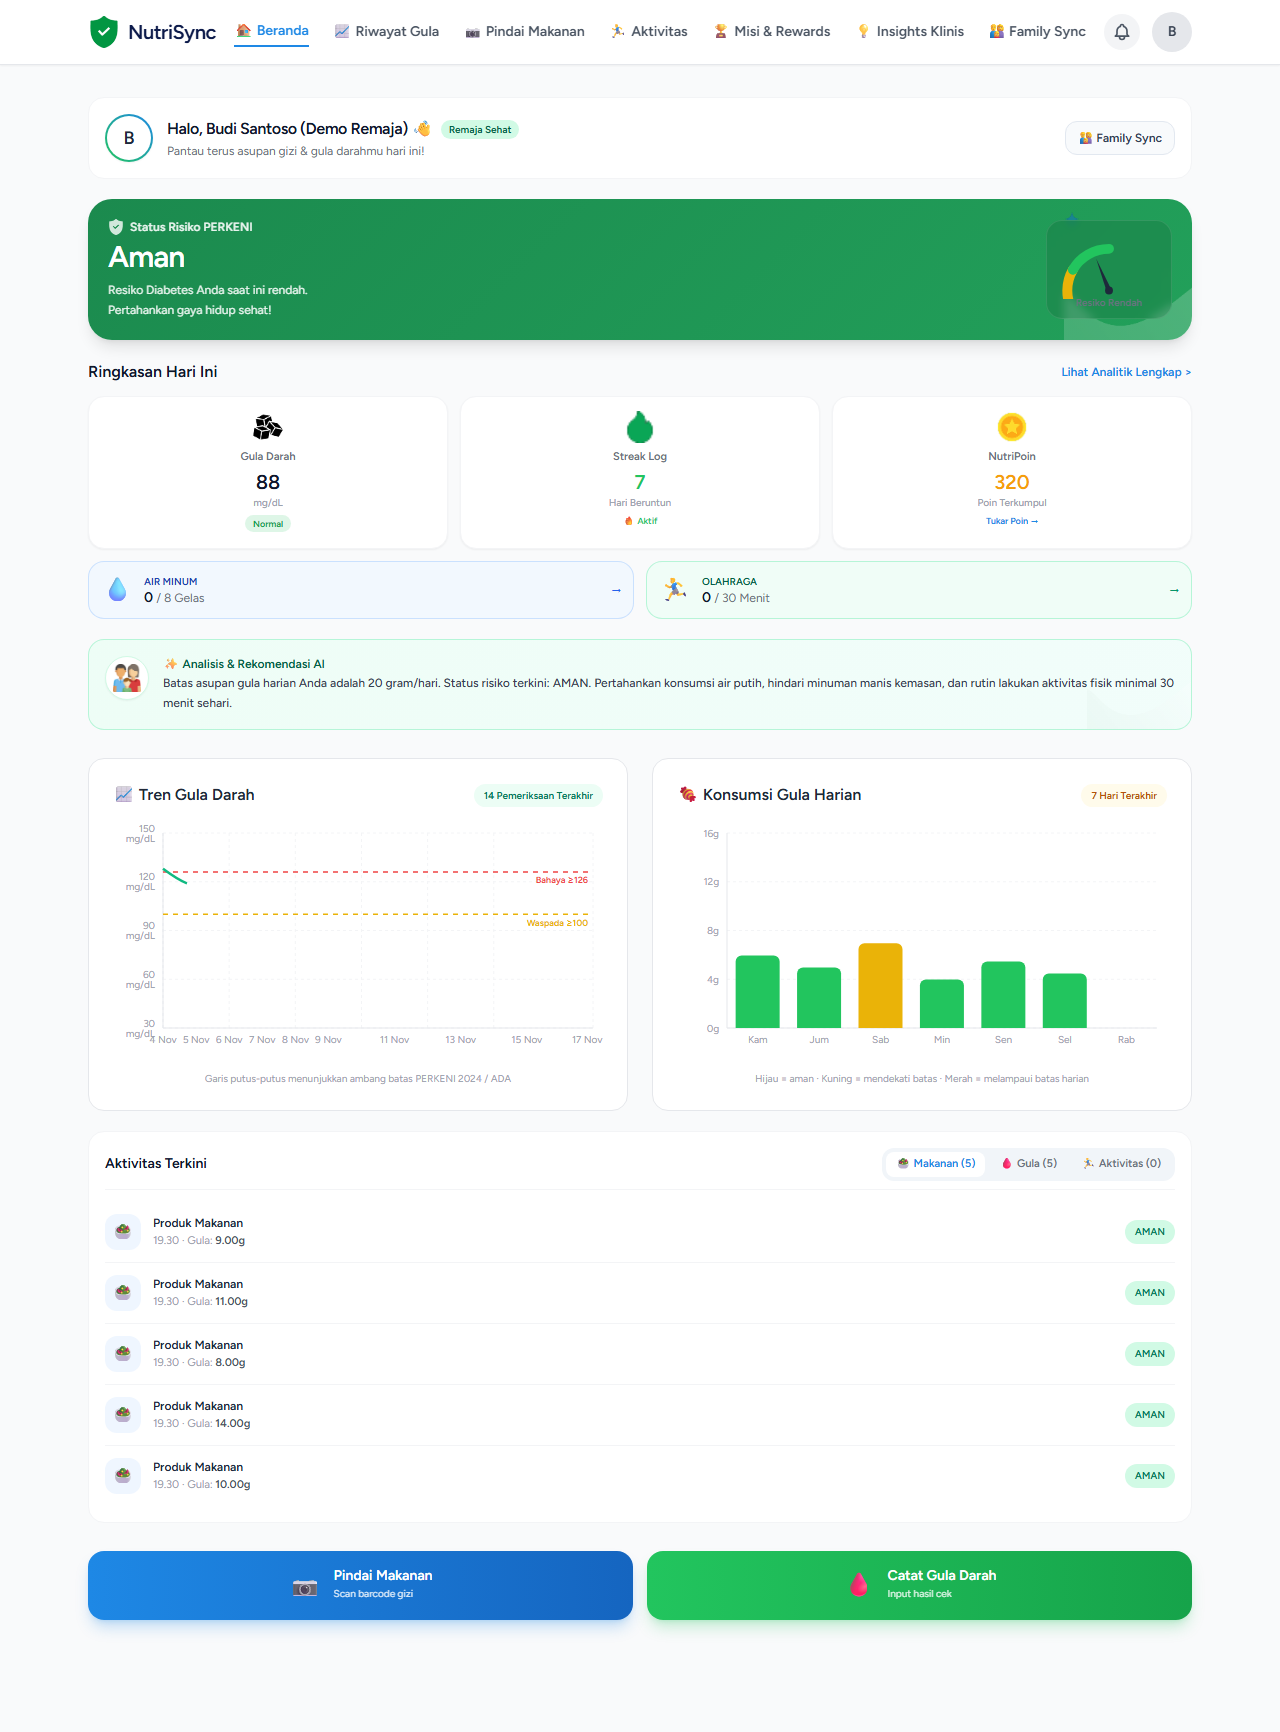 NutriSync
Beranda
Riwayat Gula
Pindai Makanan
Aktivitas
Misi & Rewards
Insights Klinis
Family Sync
B
B
Halo, Budi Santoso (Demo Remaja)
Remaja Sehat
Pantau terus asupan gizi & gula darahmu hari ini!
Family Sync
Status Risiko PERKENI
Aman
Resiko Diabetes Anda saat ini rendah.
Pertahankan gaya hidup sehat!
Risiko Rendah
Ringkasan Hari Ini
Lihat Analitik Lengkap >
Gula Darah
88
mg/dL
Normal
Streak Log
7
Hari Beruntun
Aktif
NutriPoin
320
Poin Terkumpul
Tukar Poin →
AIR MINUM
0 / 8 Gelas
→
OLAHRAGA
0 / 30 Menit
→
Analisis & Rekomendasi AI
Batas asupan gula harian Anda adalah 20 gram/hari. Status risiko terkini: AMAN. Pertahankan konsumsi air putih, hindari minuman manis kemasan, dan rutin lakukan aktivitas fisik minimal 30
menit sehari.
Tren Gula Darah
14 Pemeriksaan Terakhir
150
mg/dL
120
mg/dL
90
mg/dL
60
mg/dL
30
mg/dL
Bahaya ≥126
Waspada ≥100
4 Nov 5 Nov 6 Nov 7 Nov 8 Nov 9 Nov 11 Nov 13 Nov 15 Nov 17 Nov
Garis putus-putus menunjukkan ambang batas PERKENI 2024 / ADA
Konsumsi Gula Harian
7 Hari Terakhir
16g
12g
8g
4g
0g
Kam Jum Sab Min Sen Sel Rab
Hijau = aman · Kuning = mendekati batas · Merah = melampaui batas harian
Aktivitas Terkini
Makanan (5)
Gula (5)
Aktivitas (0)
Produk Makanan
19.30 · Gula: 9.00g
AMAN
Produk Makanan
19.30 · Gula: 11.00g
AMAN
Produk Makanan
19.30 · Gula: 8.00g
AMAN
Produk Makanan
19.30 · Gula: 14.00g
AMAN
Produk Makanan
19.30 · Gula: 10.00g
AMAN
Pindai Makanan
Scan barcode gizi
Catat Gula Darah
Input hasil cek